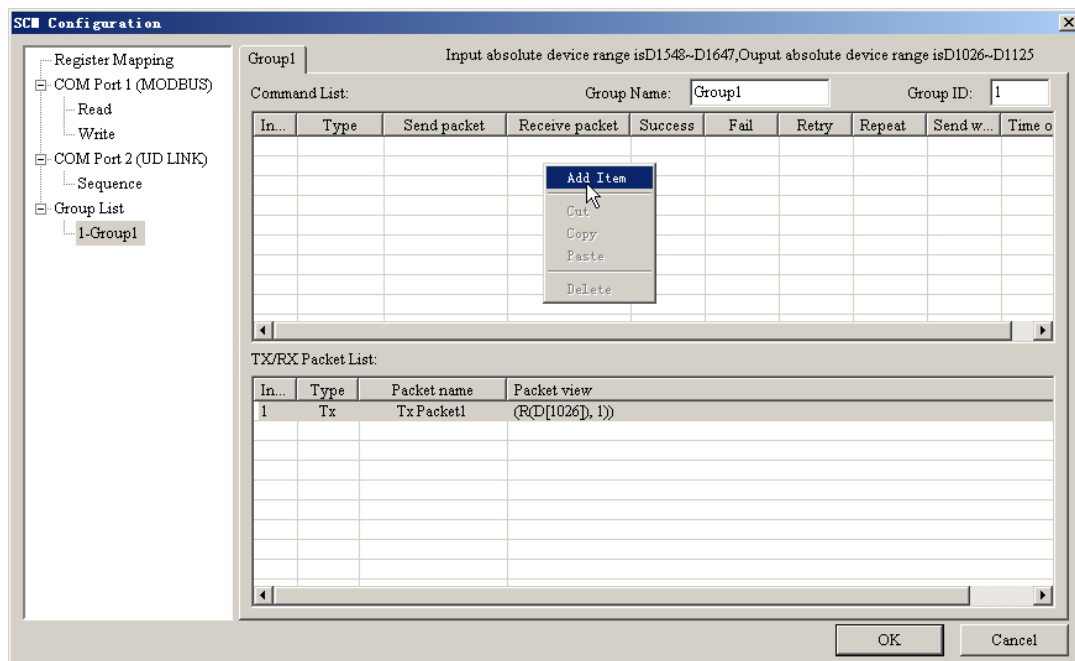 SCM Configuration
Register Mapping
COM Port 1 (MODBUS)
Read
Write
COM Port 2 (UD LINK)
Sequence
Group List
1-Group1
Group1
Input absolute device range isD1548~D1647,Ouput absolute device range isD1026~D1125
Command List:
Group Name: Group1
Group ID: 1
In... Type Send packet Receive packet Success Fail Retry Repeat Send w... Time o
Add Item
Cut
Copy
Paste
Delete
TX/RX Packet List:
In... Type Packet name Packet view
1 Tx Tx Packet1 (R(D[1026]), 1))
OK Cancel